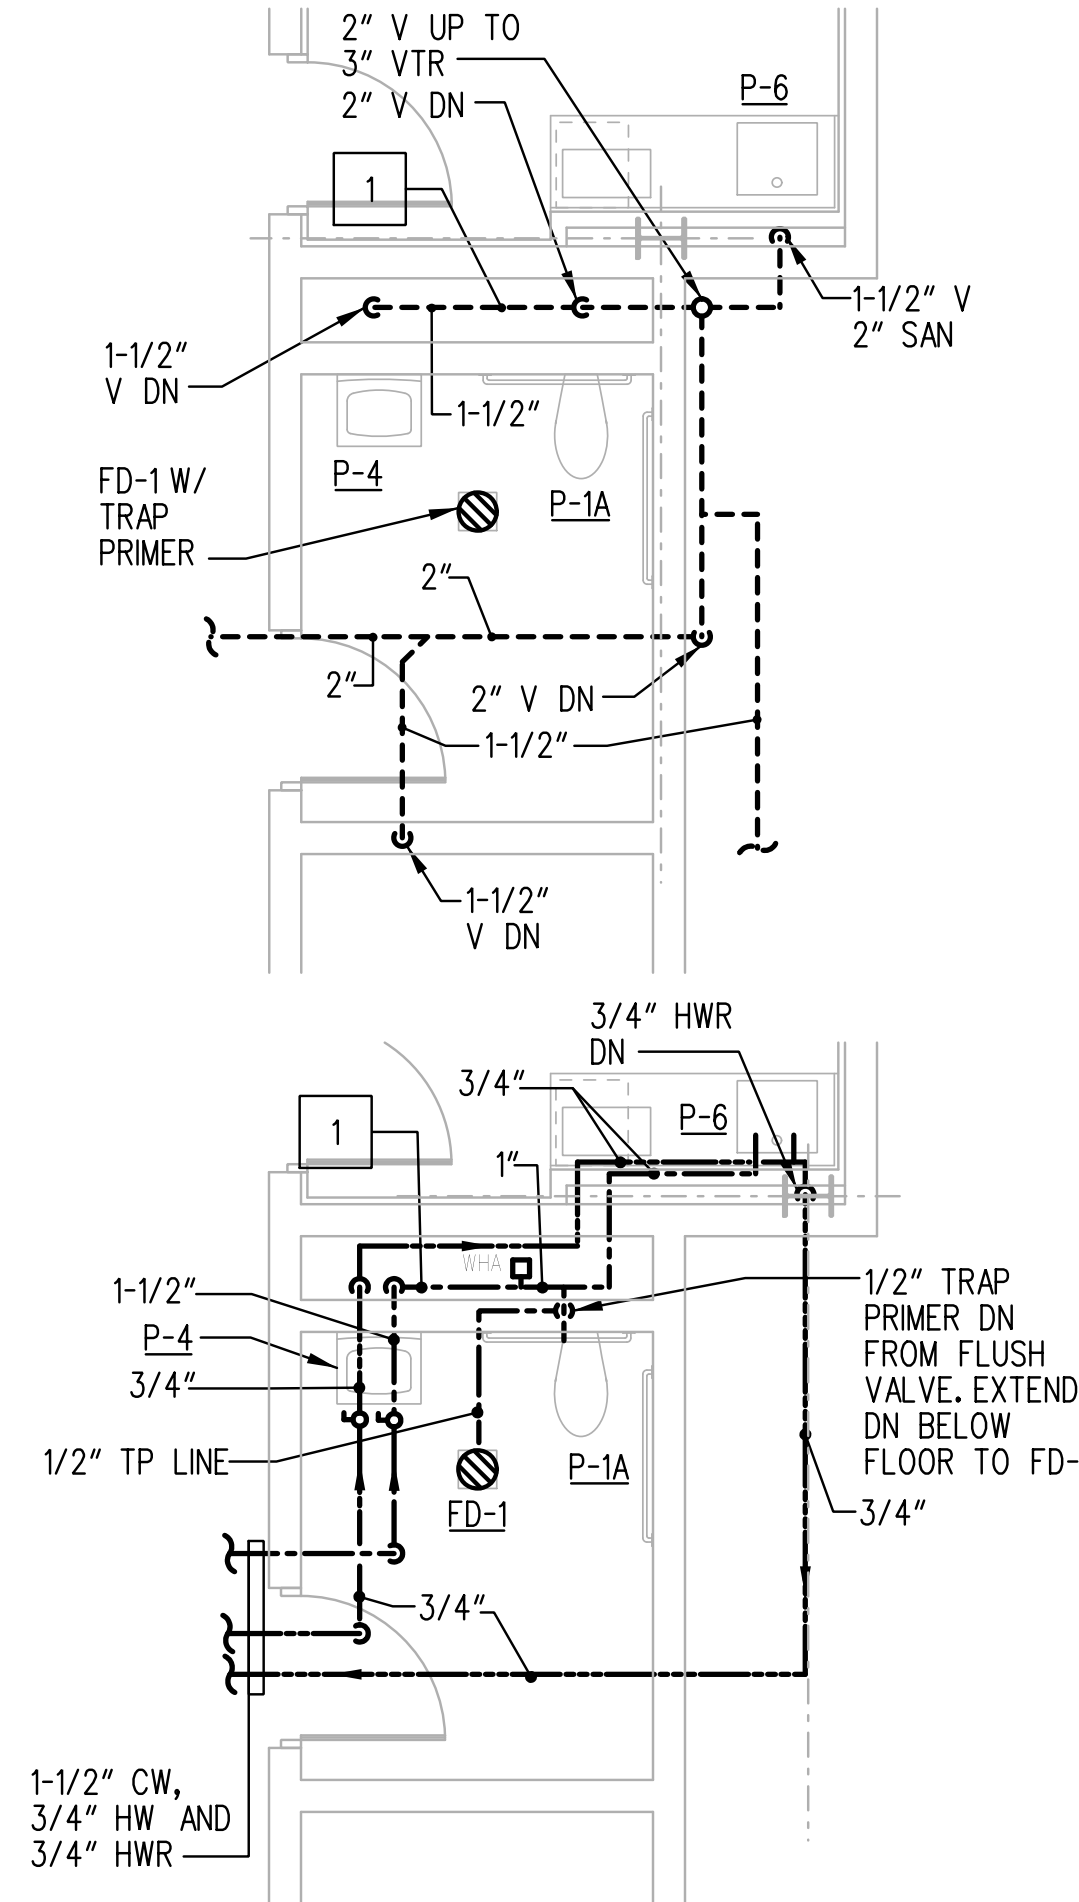 2" V UP TO
3" VTR
2" V DN
P-6
1
1-1/2" V
2" SAN
1-1/2"
V DN
1-1/2"
P-4
P-1A
FD-1 W/
TRAP
PRIMER
2"
2"
2" V DN
1-1/2"
1-1/2"
V DN
3/4" HWR
DN
3/4"
P-6
1
1"
WHA
1-1/2"
P-4
3/4"
1/2" TRAP
PRIMER DN
FROM FLUSH
VALVE. EXTEND
DN BELOW
FLOOR TO FD-
1/2" TP LINE
P-1A
FD-1
3/4"
3/4"
1-1/2" CW,
3/4" HW AND
3/4" HWR